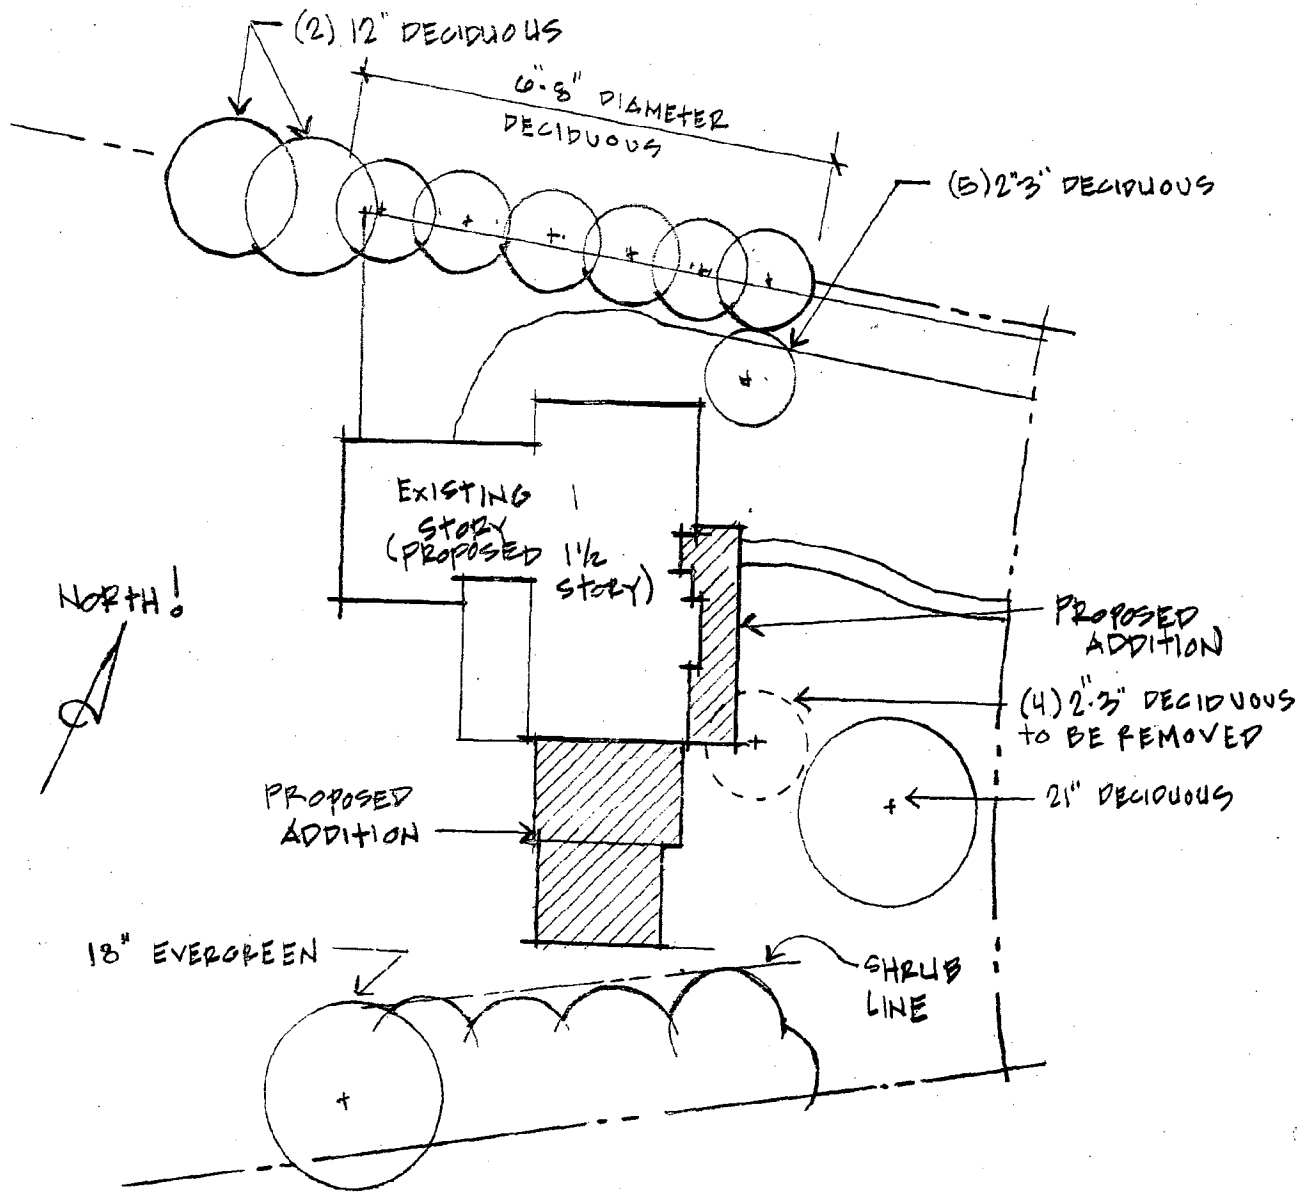 (2) 12" DECIDUOUS
6"-8" DIAMETER
DECIDUOUS
(5) 2"-3" DECIDUOUS
EXISTING 1
STORY
(PROPOSED 1½
STORY)
NORTH!
PROPOSED
ADDITION
(4) 2"-3" DECIDUOUS
TO BE REMOVED
21" DECIDUOUS
PROPOSED
ADDITION
18" EVERGREEN
SHRUB
LINE